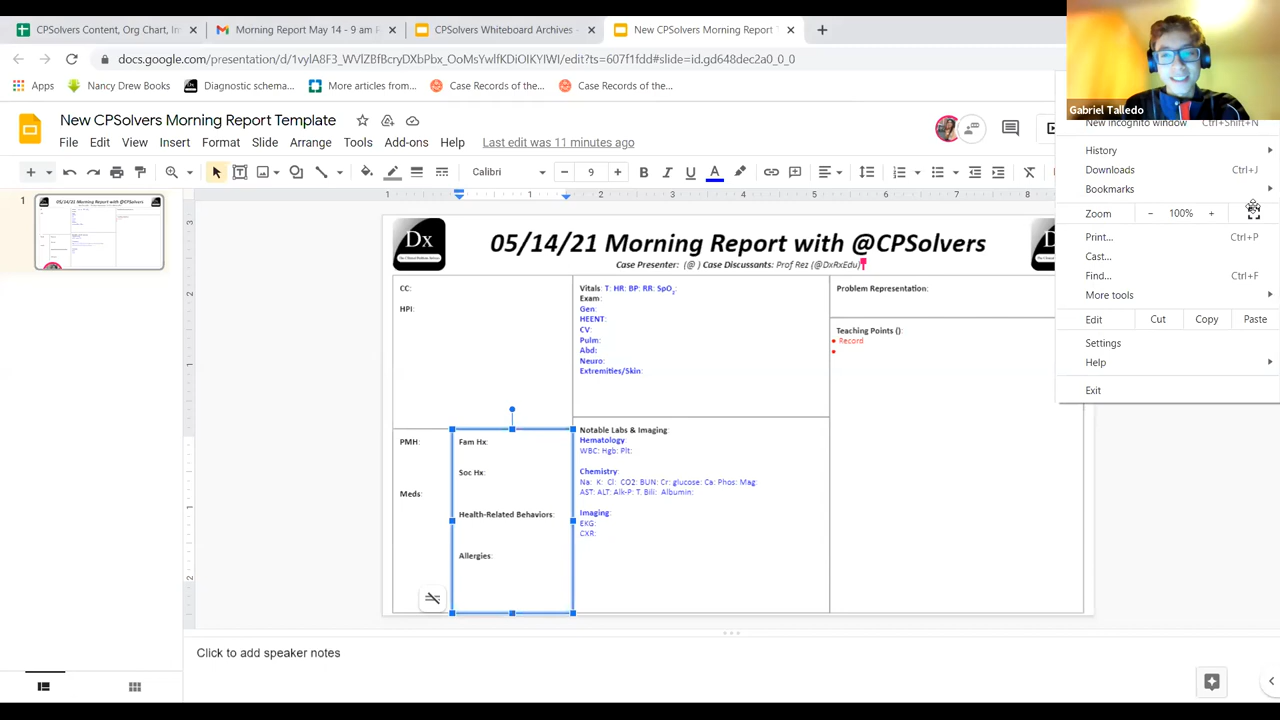 CPSolvers Content, Org Chart, Im
Morning Report May 14 - 9 am P
CPSolvers Whiteboard Archives -
New CPSolvers Morning Report T
docs.google.com/presentation/d/1vylA8F3_WVlZBfBcryDXbPbx_OoMsYwlfKDiOIKYIWI/edit?ts=607f1fdd#slide=id.gd648dec2a0_0_0
Apps
Nancy Drew Books
Diagnostic schema...
More articles from...
Case Records of the...
Case Records of the...
Gabriel Talledo
New CPSolvers Morning Report Template
File Edit View Insert Format Slide Arrange Tools Add-ons Help Last edit was 11 minutes ago
Calibri
9
New incognito window Ctrl+Shift+N
History
Downloads Ctrl+J
Bookmarks
Zoom - 100% +
Print... Ctrl+P
Cast...
Find... Ctrl+F
More tools
Edit Cut Copy Paste
Settings
Help
Exit
1
Dx
05/14/21 Morning Report with @CPSolvers
Case Presenter: (@ ) Case Discussants: Prof Rez (@DxRxEdu)
CC:
HPI:
Vitals: T: HR: BP: RR: SpO2:
Exam:
Gen:
HEENT:
CV:
Pulm:
Abd:
Neuro:
Extremities/Skin:
Problem Representation:
Teaching Points ():
Record
PMH:
Meds:
Fam Hx:
Soc Hx:
Health-Related Behaviors:
Allergies:
Notable Labs & Imaging:
Hematology:
WBC: Hgb: Plt:
Chemistry:
Na: K: Cl: CO2: BUN: Cr: glucose: Ca: Phos: Mag:
AST: ALT: Alk-P: T. Bili: Albumin:
Imaging:
EKG:
CXR:
Click to add speaker notes